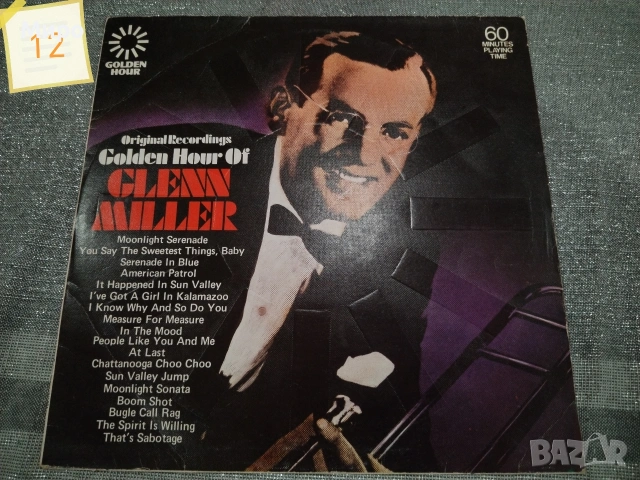 12
GOLDEN
HOUR
60
MINUTES
PLAYING
TIME
Original Recordings
Golden Hour Of
GLENN
MILLER
Moonlight Serenade
You Say The Sweetest Things, Baby
Serenade In Blue
American Patrol
It Happened In Sun Valley
I've Got A Girl In Kalamazoo
I Know Why And So Do You
Measure For Measure
In The Mood
People Like You And Me
At Last
Chattanooga Choo Choo
Sun Valley Jump
Moonlight Sonata
Boom Shot
Bugle Call Rag
The Spirit Is Willing
That's Sabotage
BAZAR